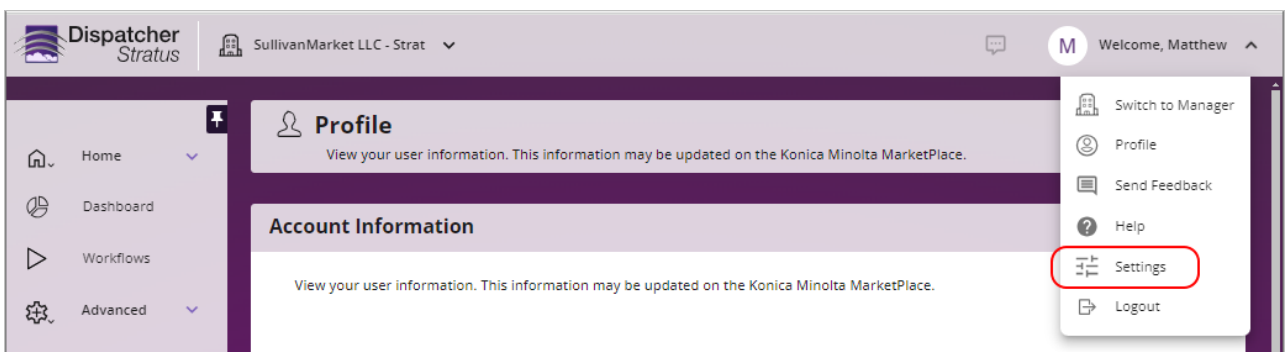 Dispatcher
Stratus
SullivanMarket LLC - Strat
M
Welcome, Matthew
Home
Dashboard
Workflows
Advanced
Profile
View your user information. This information may be updated on the Konica Minolta MarketPlace.
Account Information
View your user information. This information may be updated on the Konica Minolta MarketPlace.
Switch to Manager
Profile
Send Feedback
Help
Settings
Logout